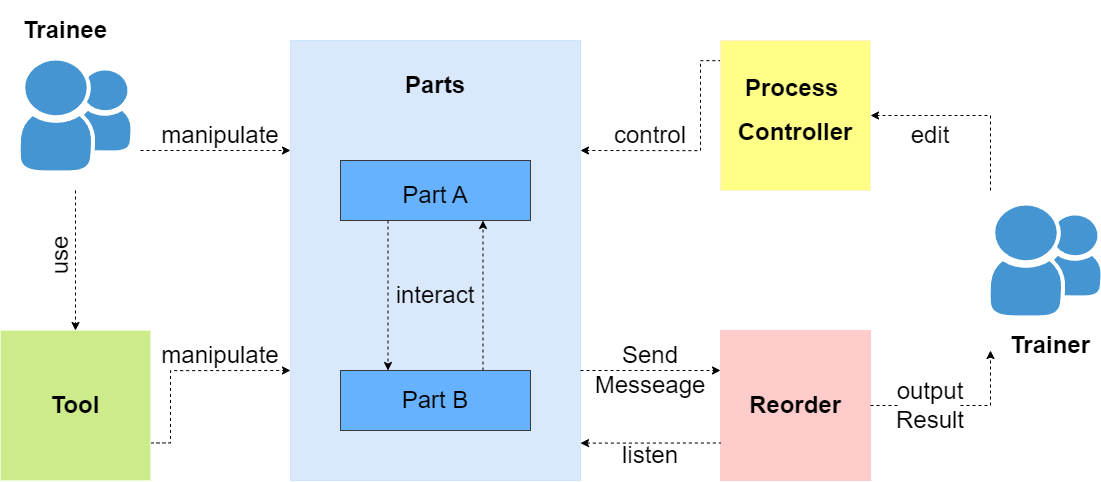 Trainee
manipulate
use
Tool
manipulate
Parts
Part A
interact
Part B
control
Process
Controller
edit
Trainer
Send
Messeage
Reorder
listen
output
Result